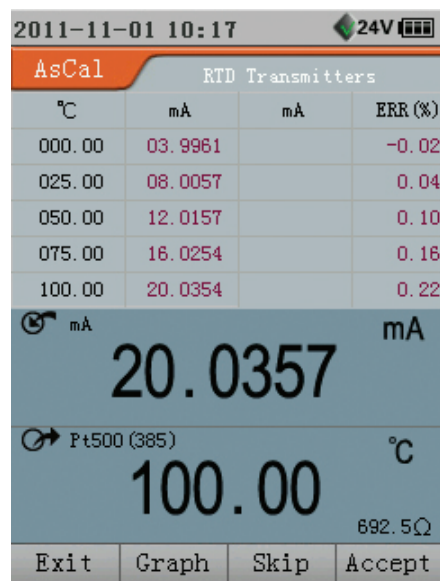 2011-11-01 10:17 24V
AsCal RTD Transmitters
℃ mA mA ERR(%)
000.00 03.9961 -0.02
025.00 08.0057 0.04
050.00 12.0157 0.10
075.00 16.0254 0.16
100.00 20.0354 0.22
mA mA
20.0357
Pt500(385) ℃
100.00
692.5Ω
Exit Graph Skip Accept